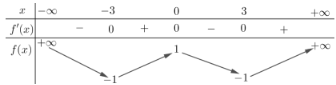 x −∞ −3 0 3 +∞
f′(x) − 0 + 0 − 0 +
f(x) +∞ −1 1 −1 +∞